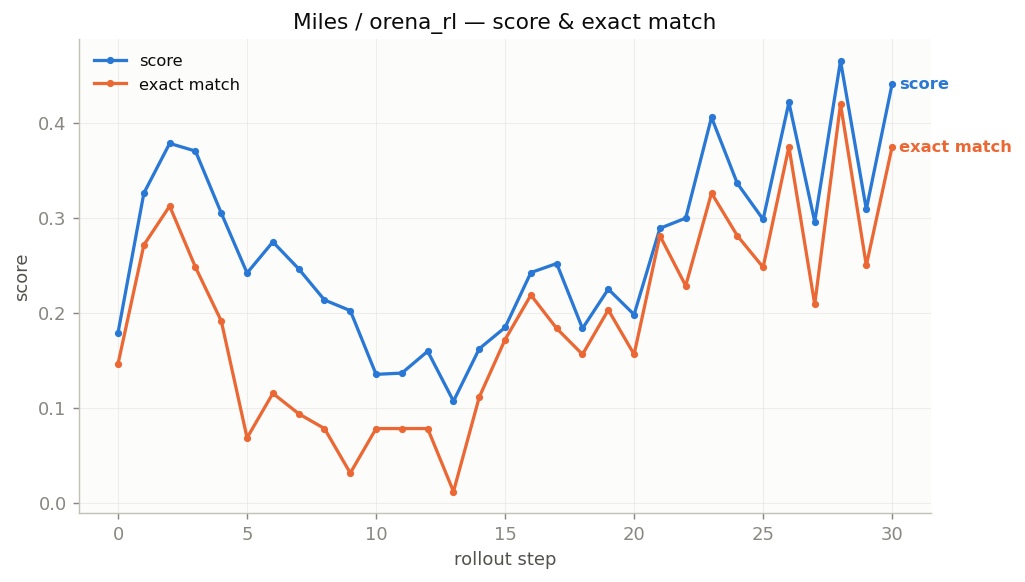 Miles / orena_rl — score & exact match
score
exact match
score
exact match
score
0.4
0.3
0.2
0.1
0.0
0 5 10 15 20 25 30
rollout step